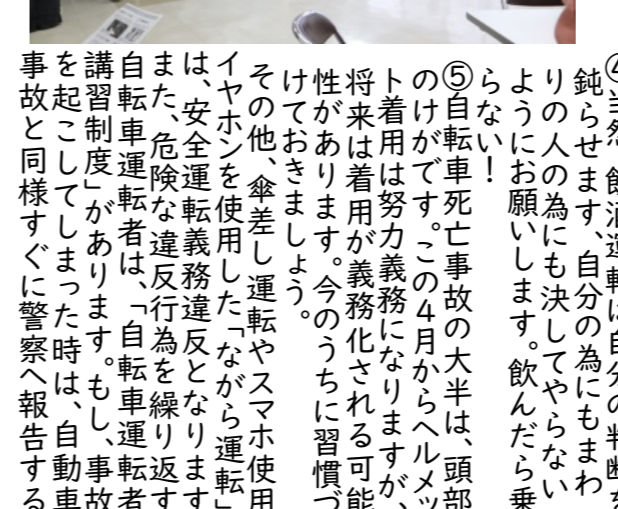 ④当然、飲酒運転は自分の判断を
鈍らせます、自分の為にもまわ
りの人の為にも決してやらない
ようにお願いします。飲んだら乗
らない!
⑤自転車死亡事故の大半は、頭部
のけがです。この4月からヘルメッ
ト着用は努力義務になりますが、
将来は着用が義務化される可能
性があります。今のうちに習慣づ
けておきましょう。
その他、傘差し運転やスマホ使用
イヤホンを使用した「ながら運転」
は、安全運転義務違反となります
また、危険な違反行為を繰り返す
自転車運転者は、「自転車運転者
講習制度」があります。もし、事故
を起こしてしまった時は、自動車
事故と同様すぐに警察へ報告する